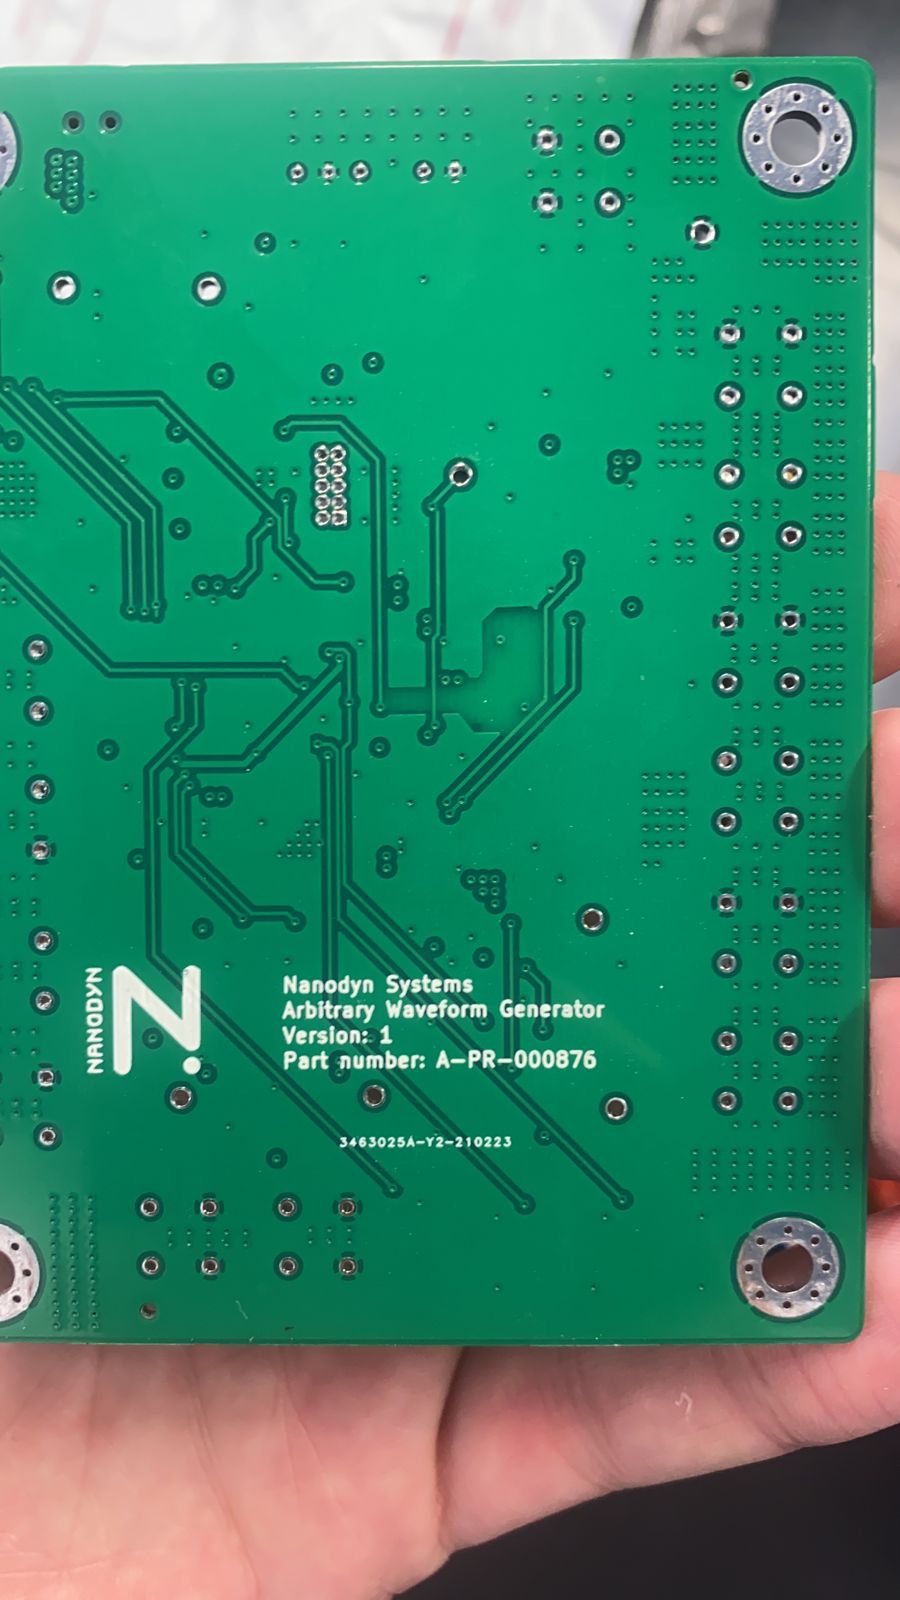 NANODYN
Nanodyn Systems
Arbitrary Waveform Generator
Version: 1
Part number: A-PR-000876
3463025A-Y2-210223